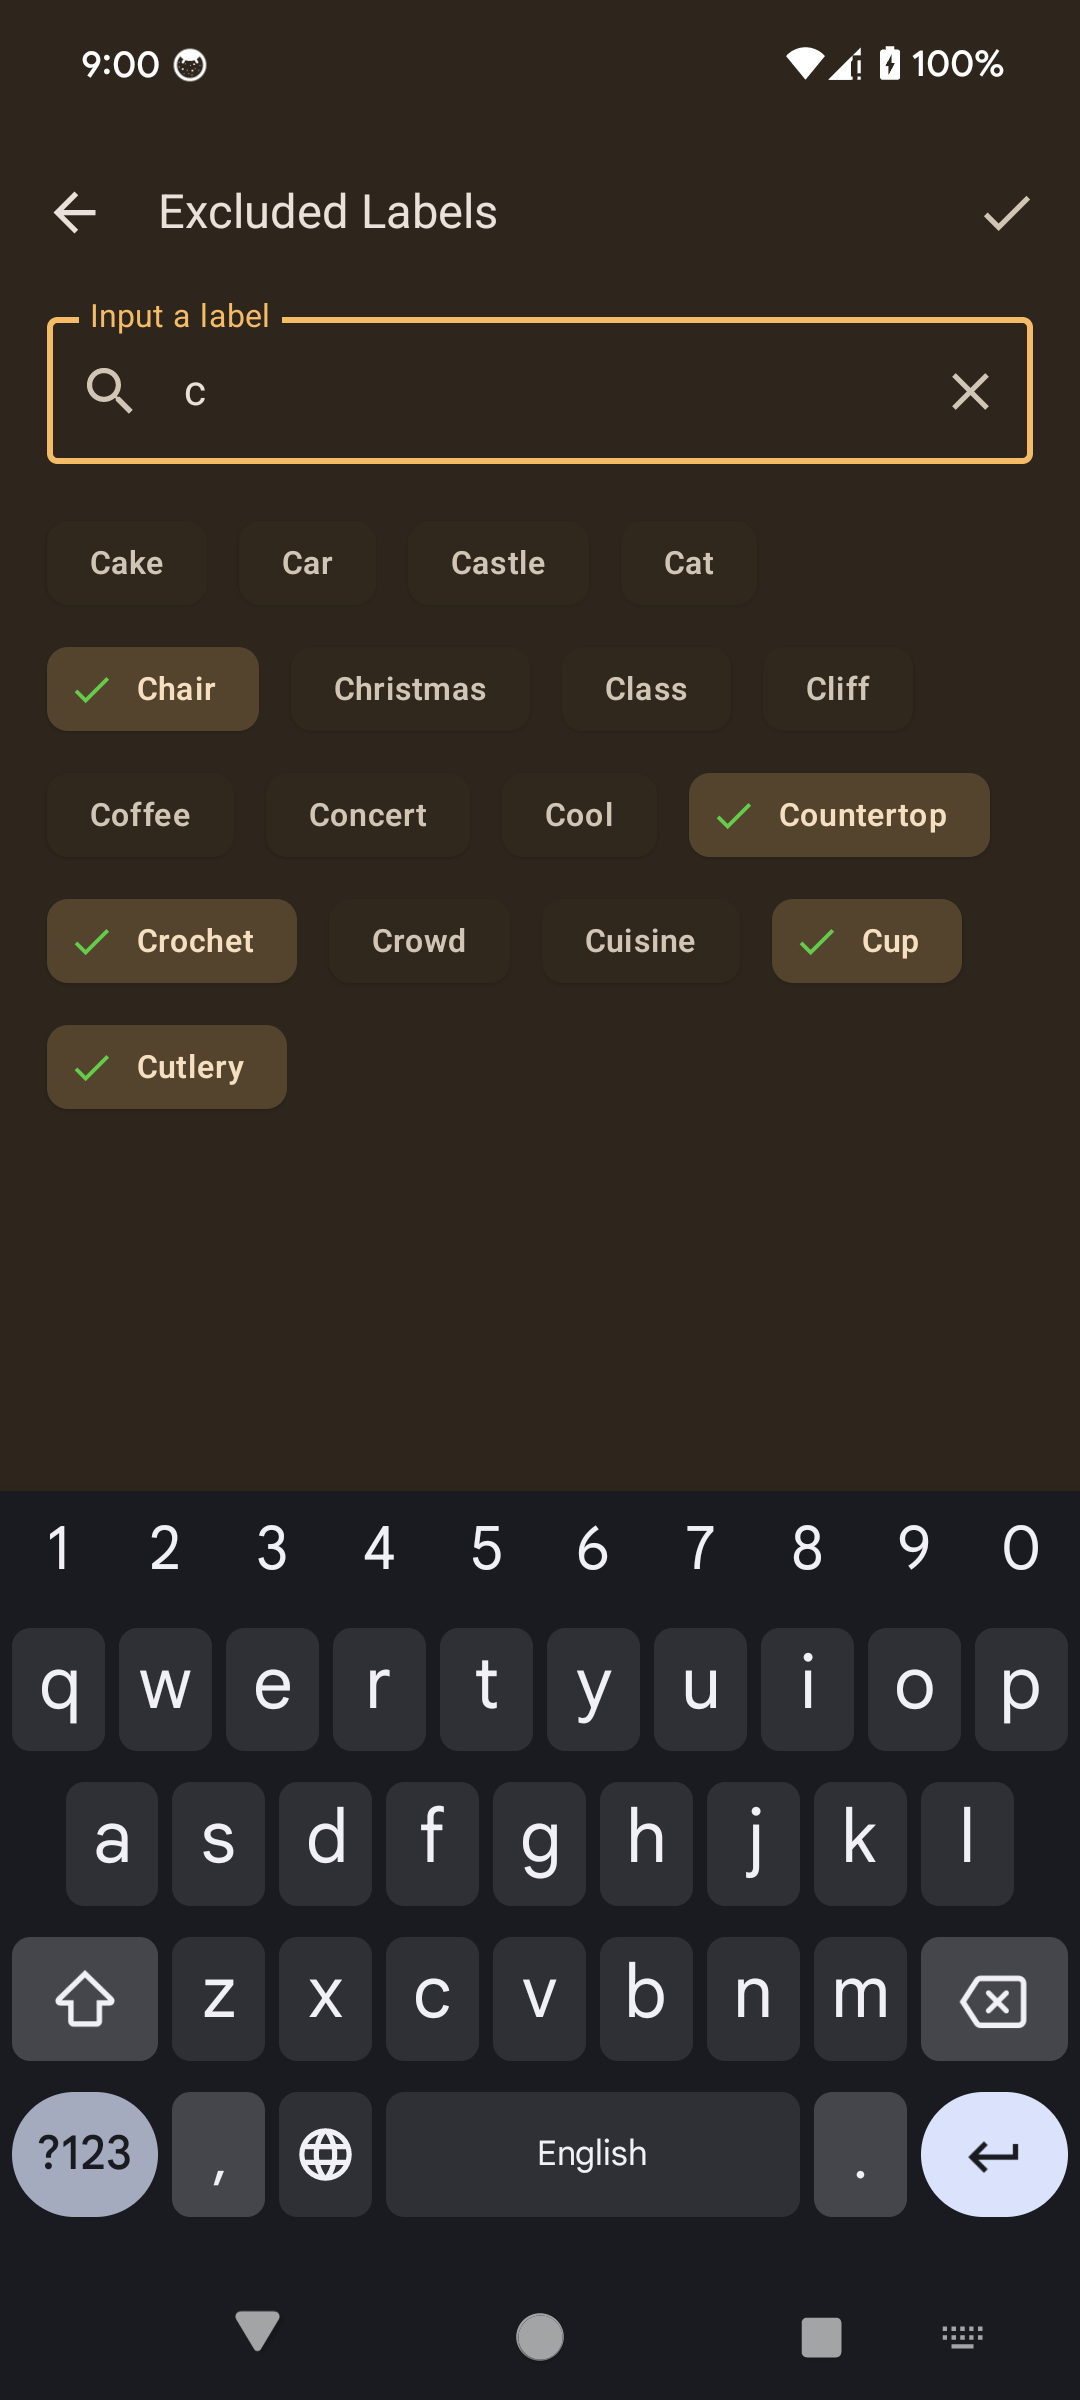 9:00 100%
Excluded Labels
Input a label
c
Cake Car Castle Cat
Chair Christmas Class Cliff
Coffee Concert Cool Countertop
Crochet Crowd Cuisine Cup
Cutlery
1 2 3 4 5 6 7 8 9 0
q w e r t y u i o p
a s d f g h j k l
z x c v b n m
?123 , English .